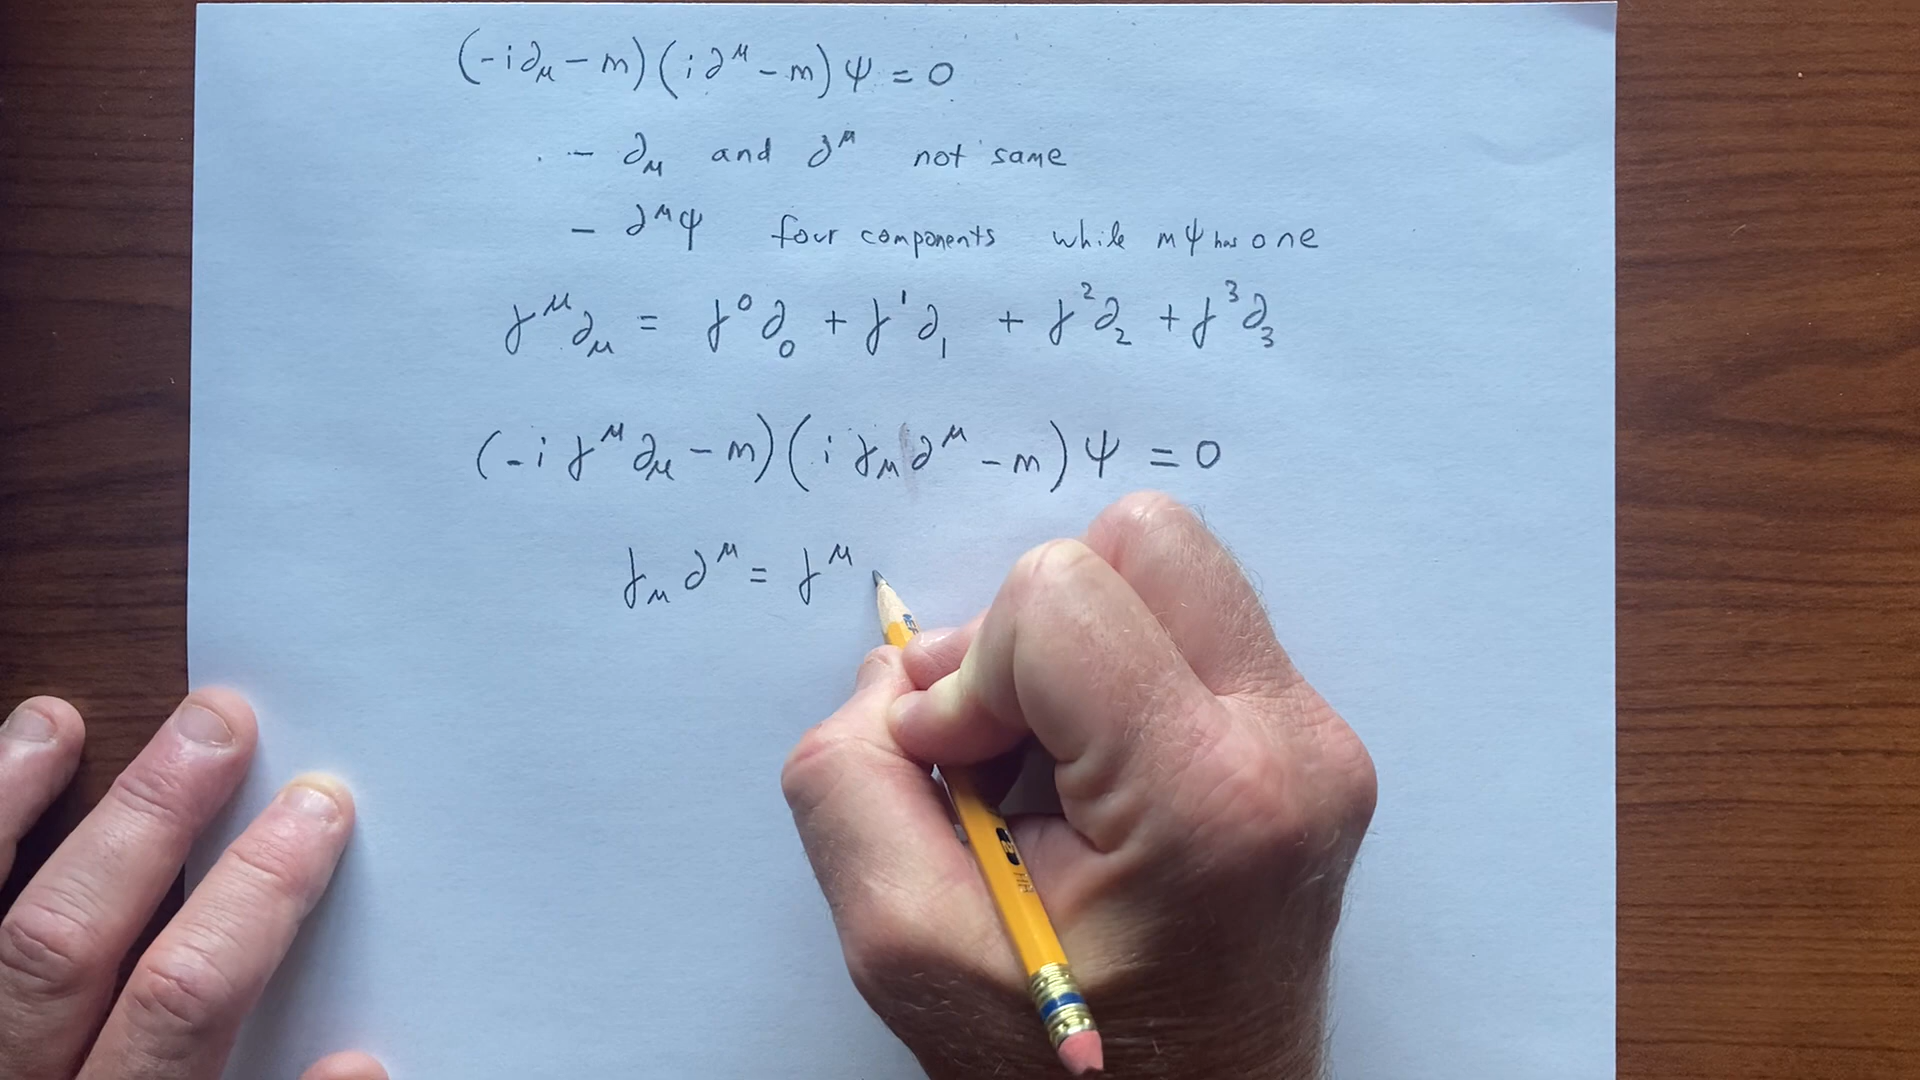 (-i∂_μ - m)(i∂^μ - m)ψ = 0
- ∂_μ and ∂^μ not same
- ∂^μψ four components while mψ has one
γ^μ∂_μ = γ^0∂_0 + γ^1∂_1 + γ^2∂_2 + γ^3∂_3
(-iγ^μ∂_μ - m)(iγ_μ∂^μ - m)ψ = 0
γ_μ∂^μ = γ^μ